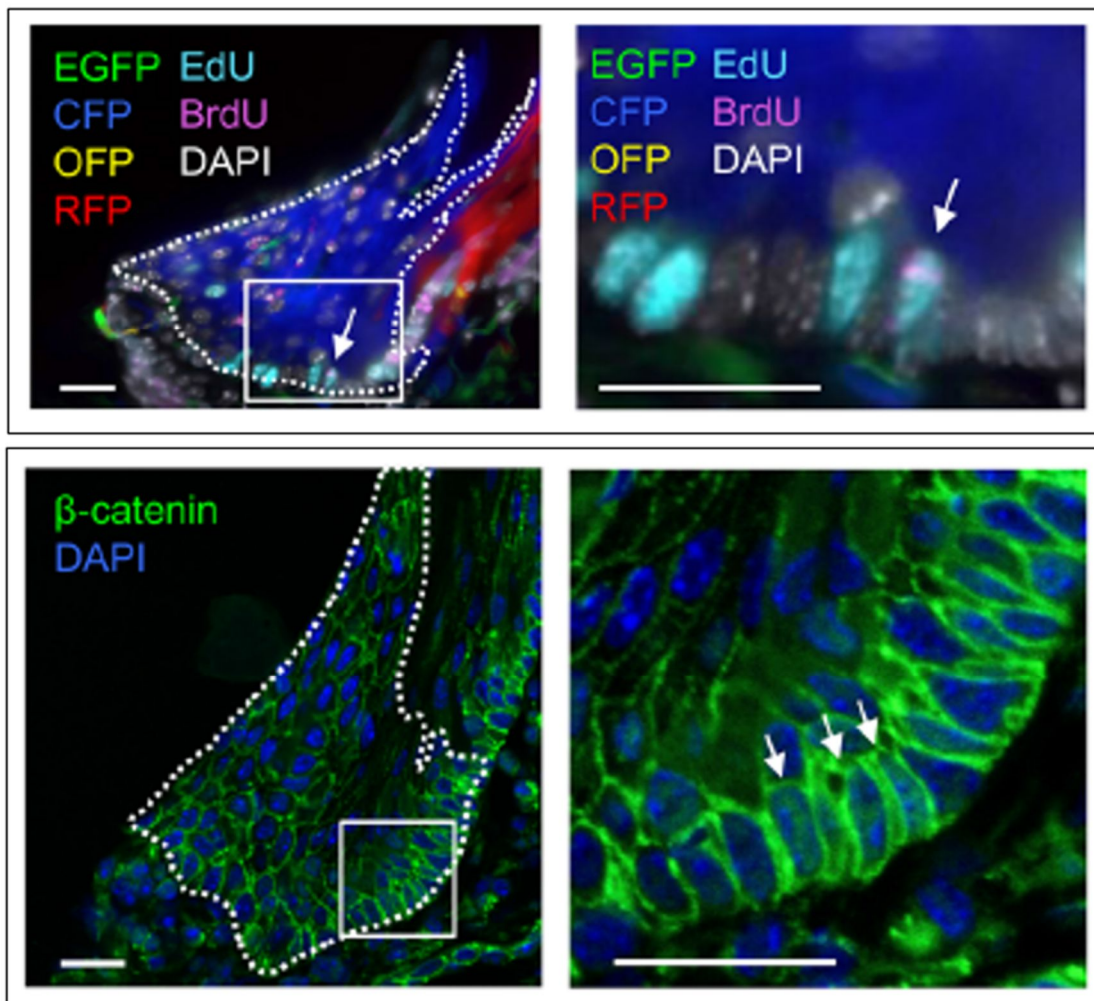 EGFP EdU
CFP BrdU
OFP DAPI
RFP
EGFP EdU
CFP BrdU
OFP DAPI
RFP
β-catenin
DAPI